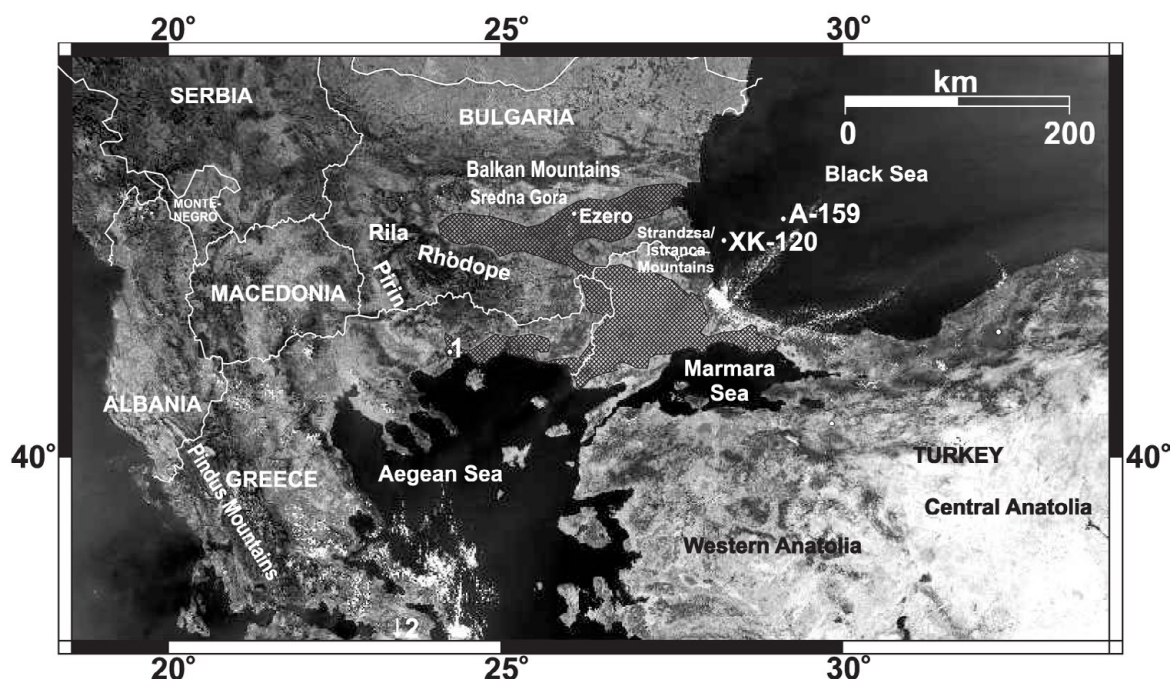 20° 25° 30°
km
0 200
SERBIA
BULGARIA
Balkan Mountains
Sredna Gora
Black Sea
MONTE-
NEGRO
Ezero
A-159
XK-120
Strandzsa/
Istranca
Mountains
Rila
Rhodope
Pirin
MACEDONIA
1
Marmara
Sea
ALBANIA
40° 40°
Aegean Sea
GREECE
Pindus Mountains
TURKEY
Central Anatolia
Western Anatolia
2
20° 25° 30°